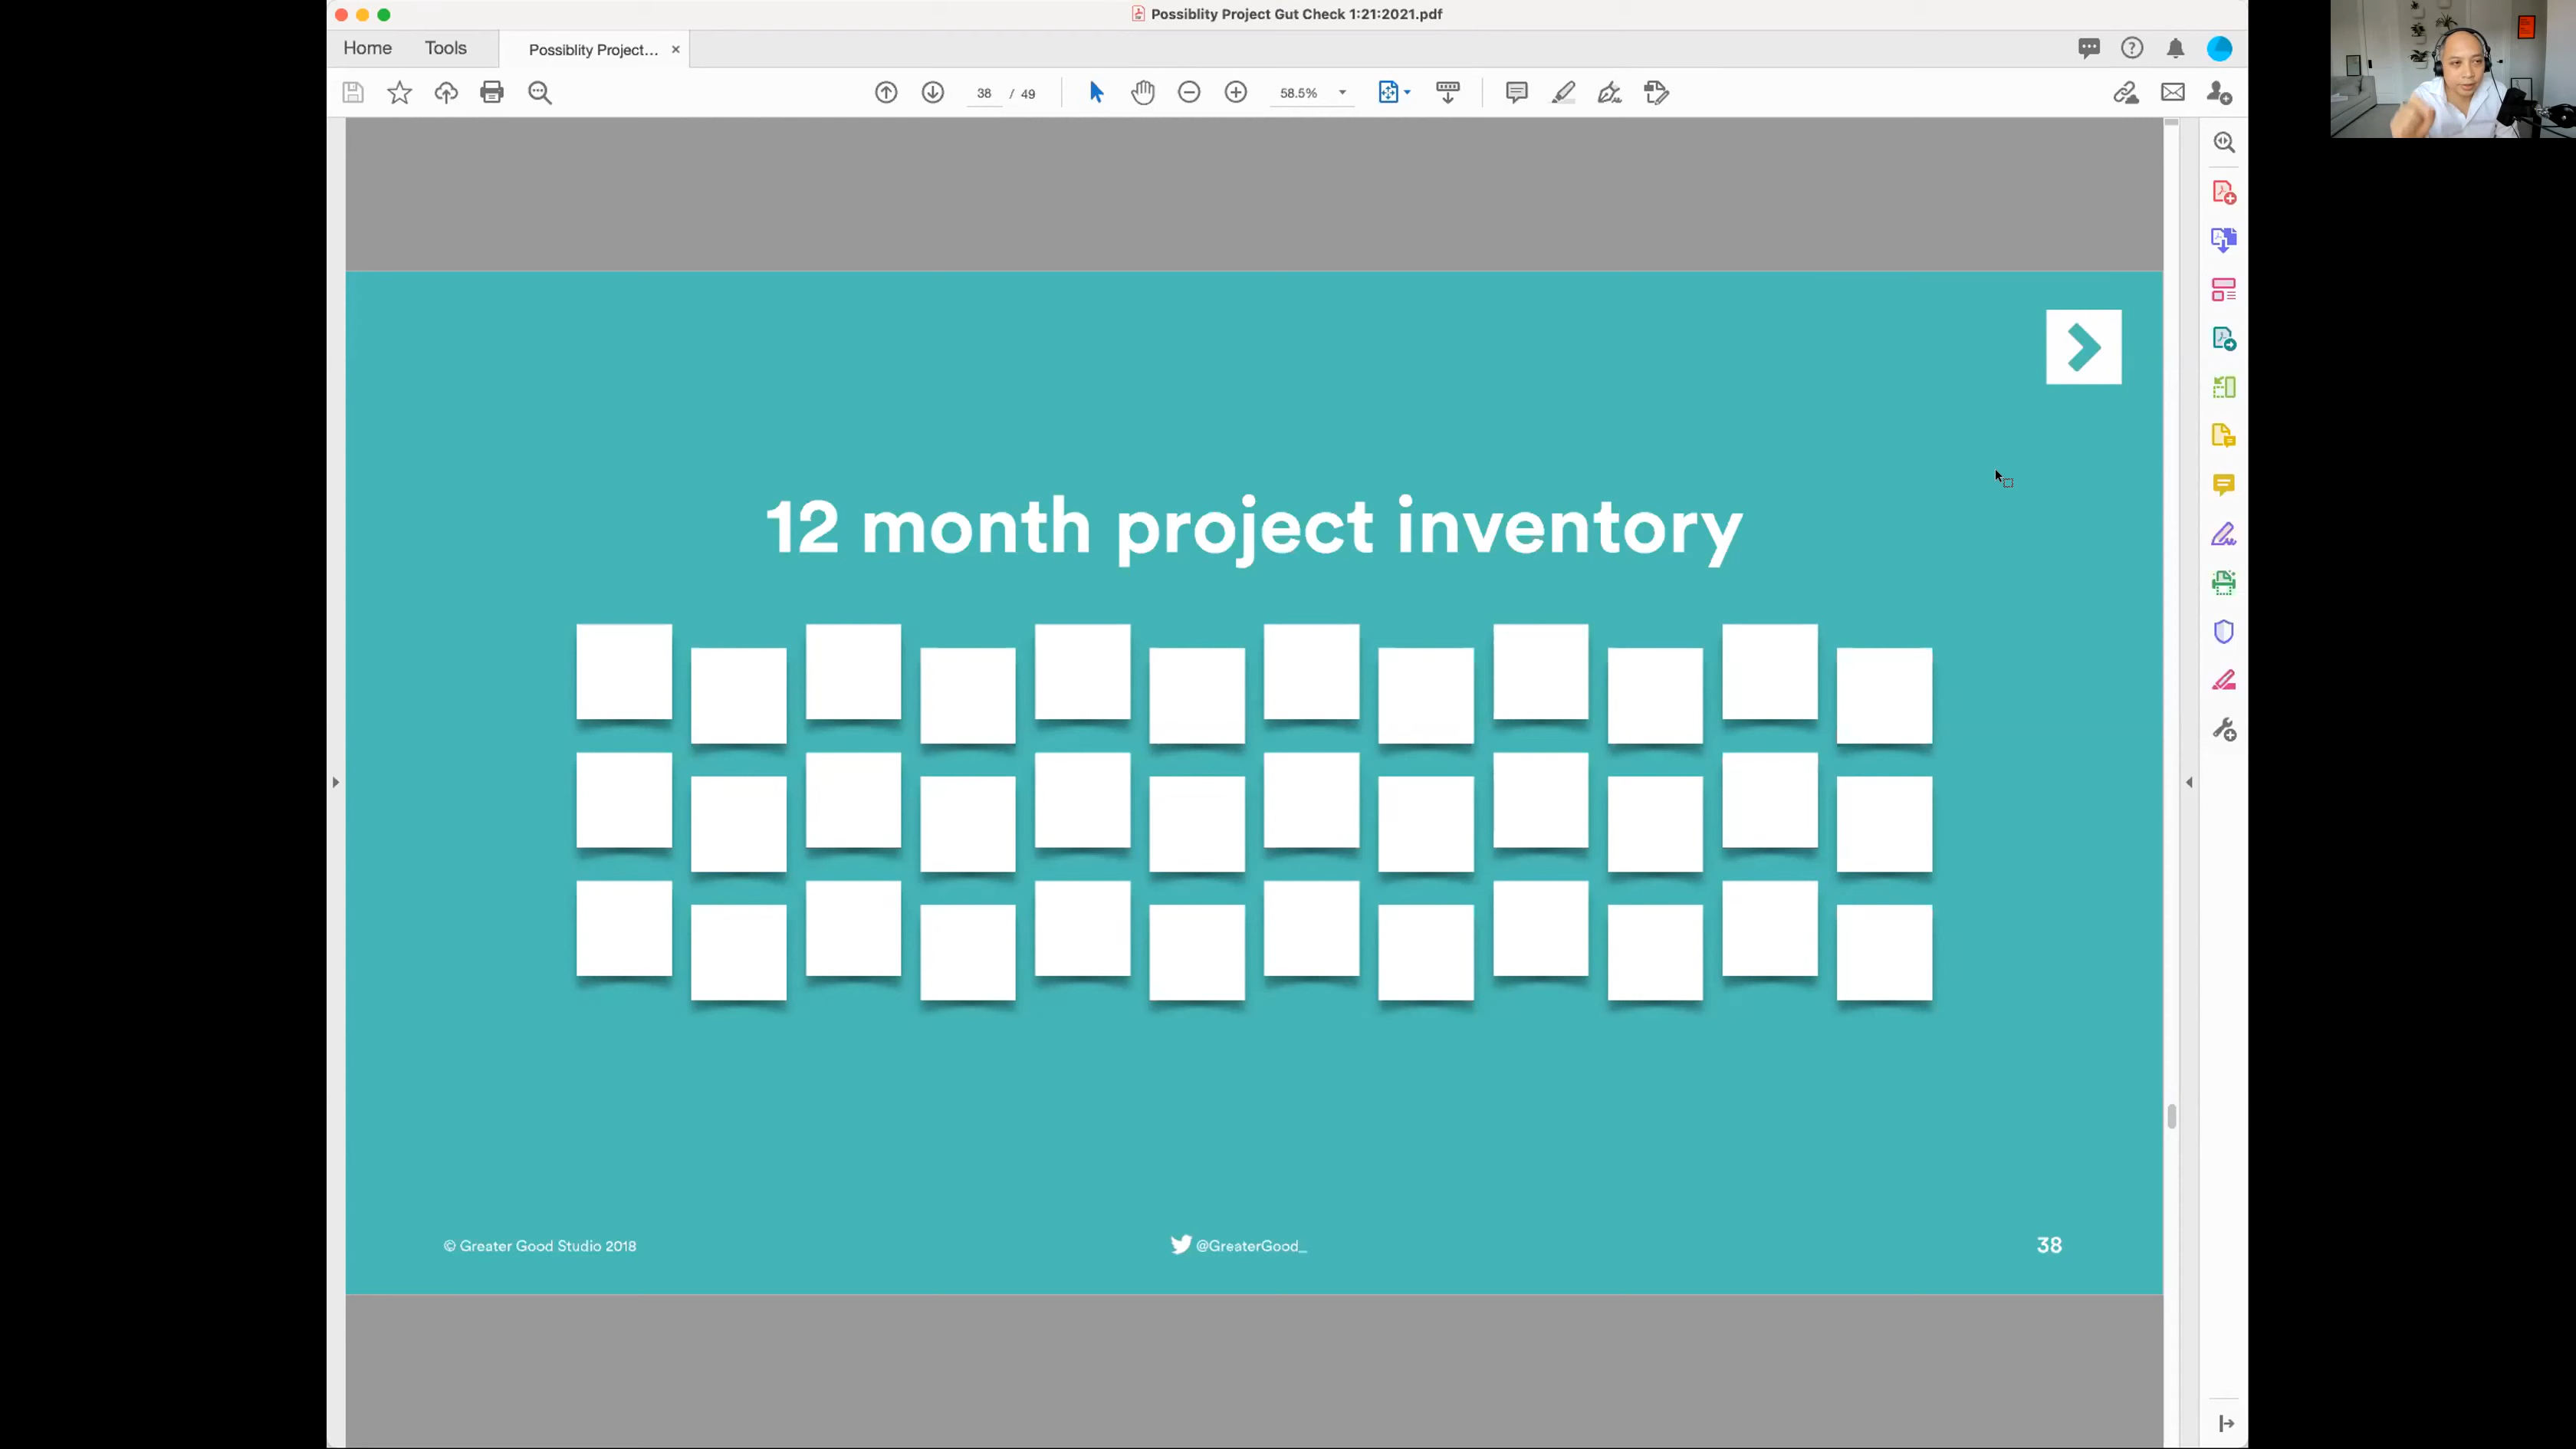 Possiblity Project Gut Check 1:21:2021.pdf
Home
Tools
Possiblity Project...
38 / 49
58.5%
12 month project inventory
© Greater Good Studio 2018
@GreaterGood_
38